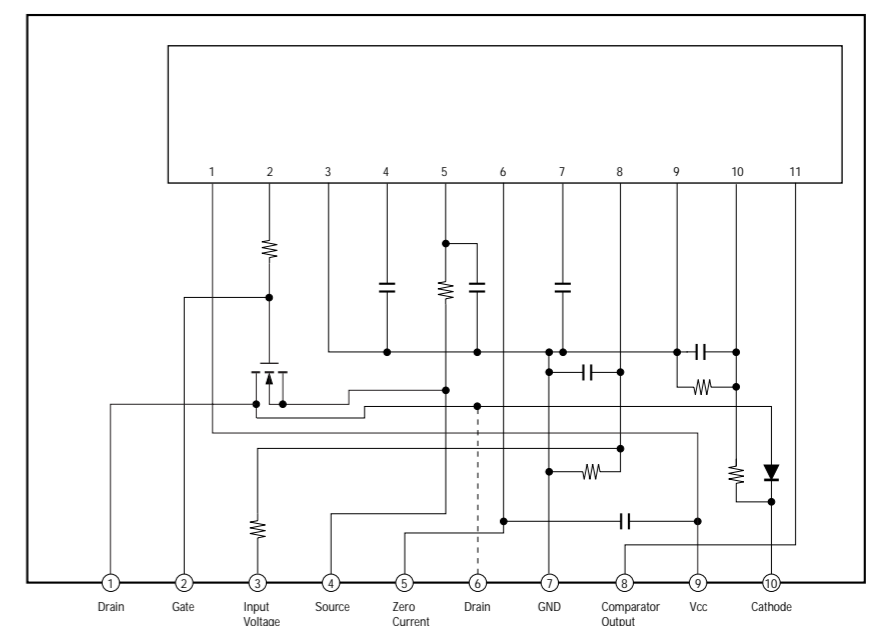 1 2 3 4 5 6 7 8 9 10 11
1 2 3 4 5 6 7 8 9 10
Drain Gate Input Source Zero Drain GND Comparator Vcc Cathode
Voltage Current Output